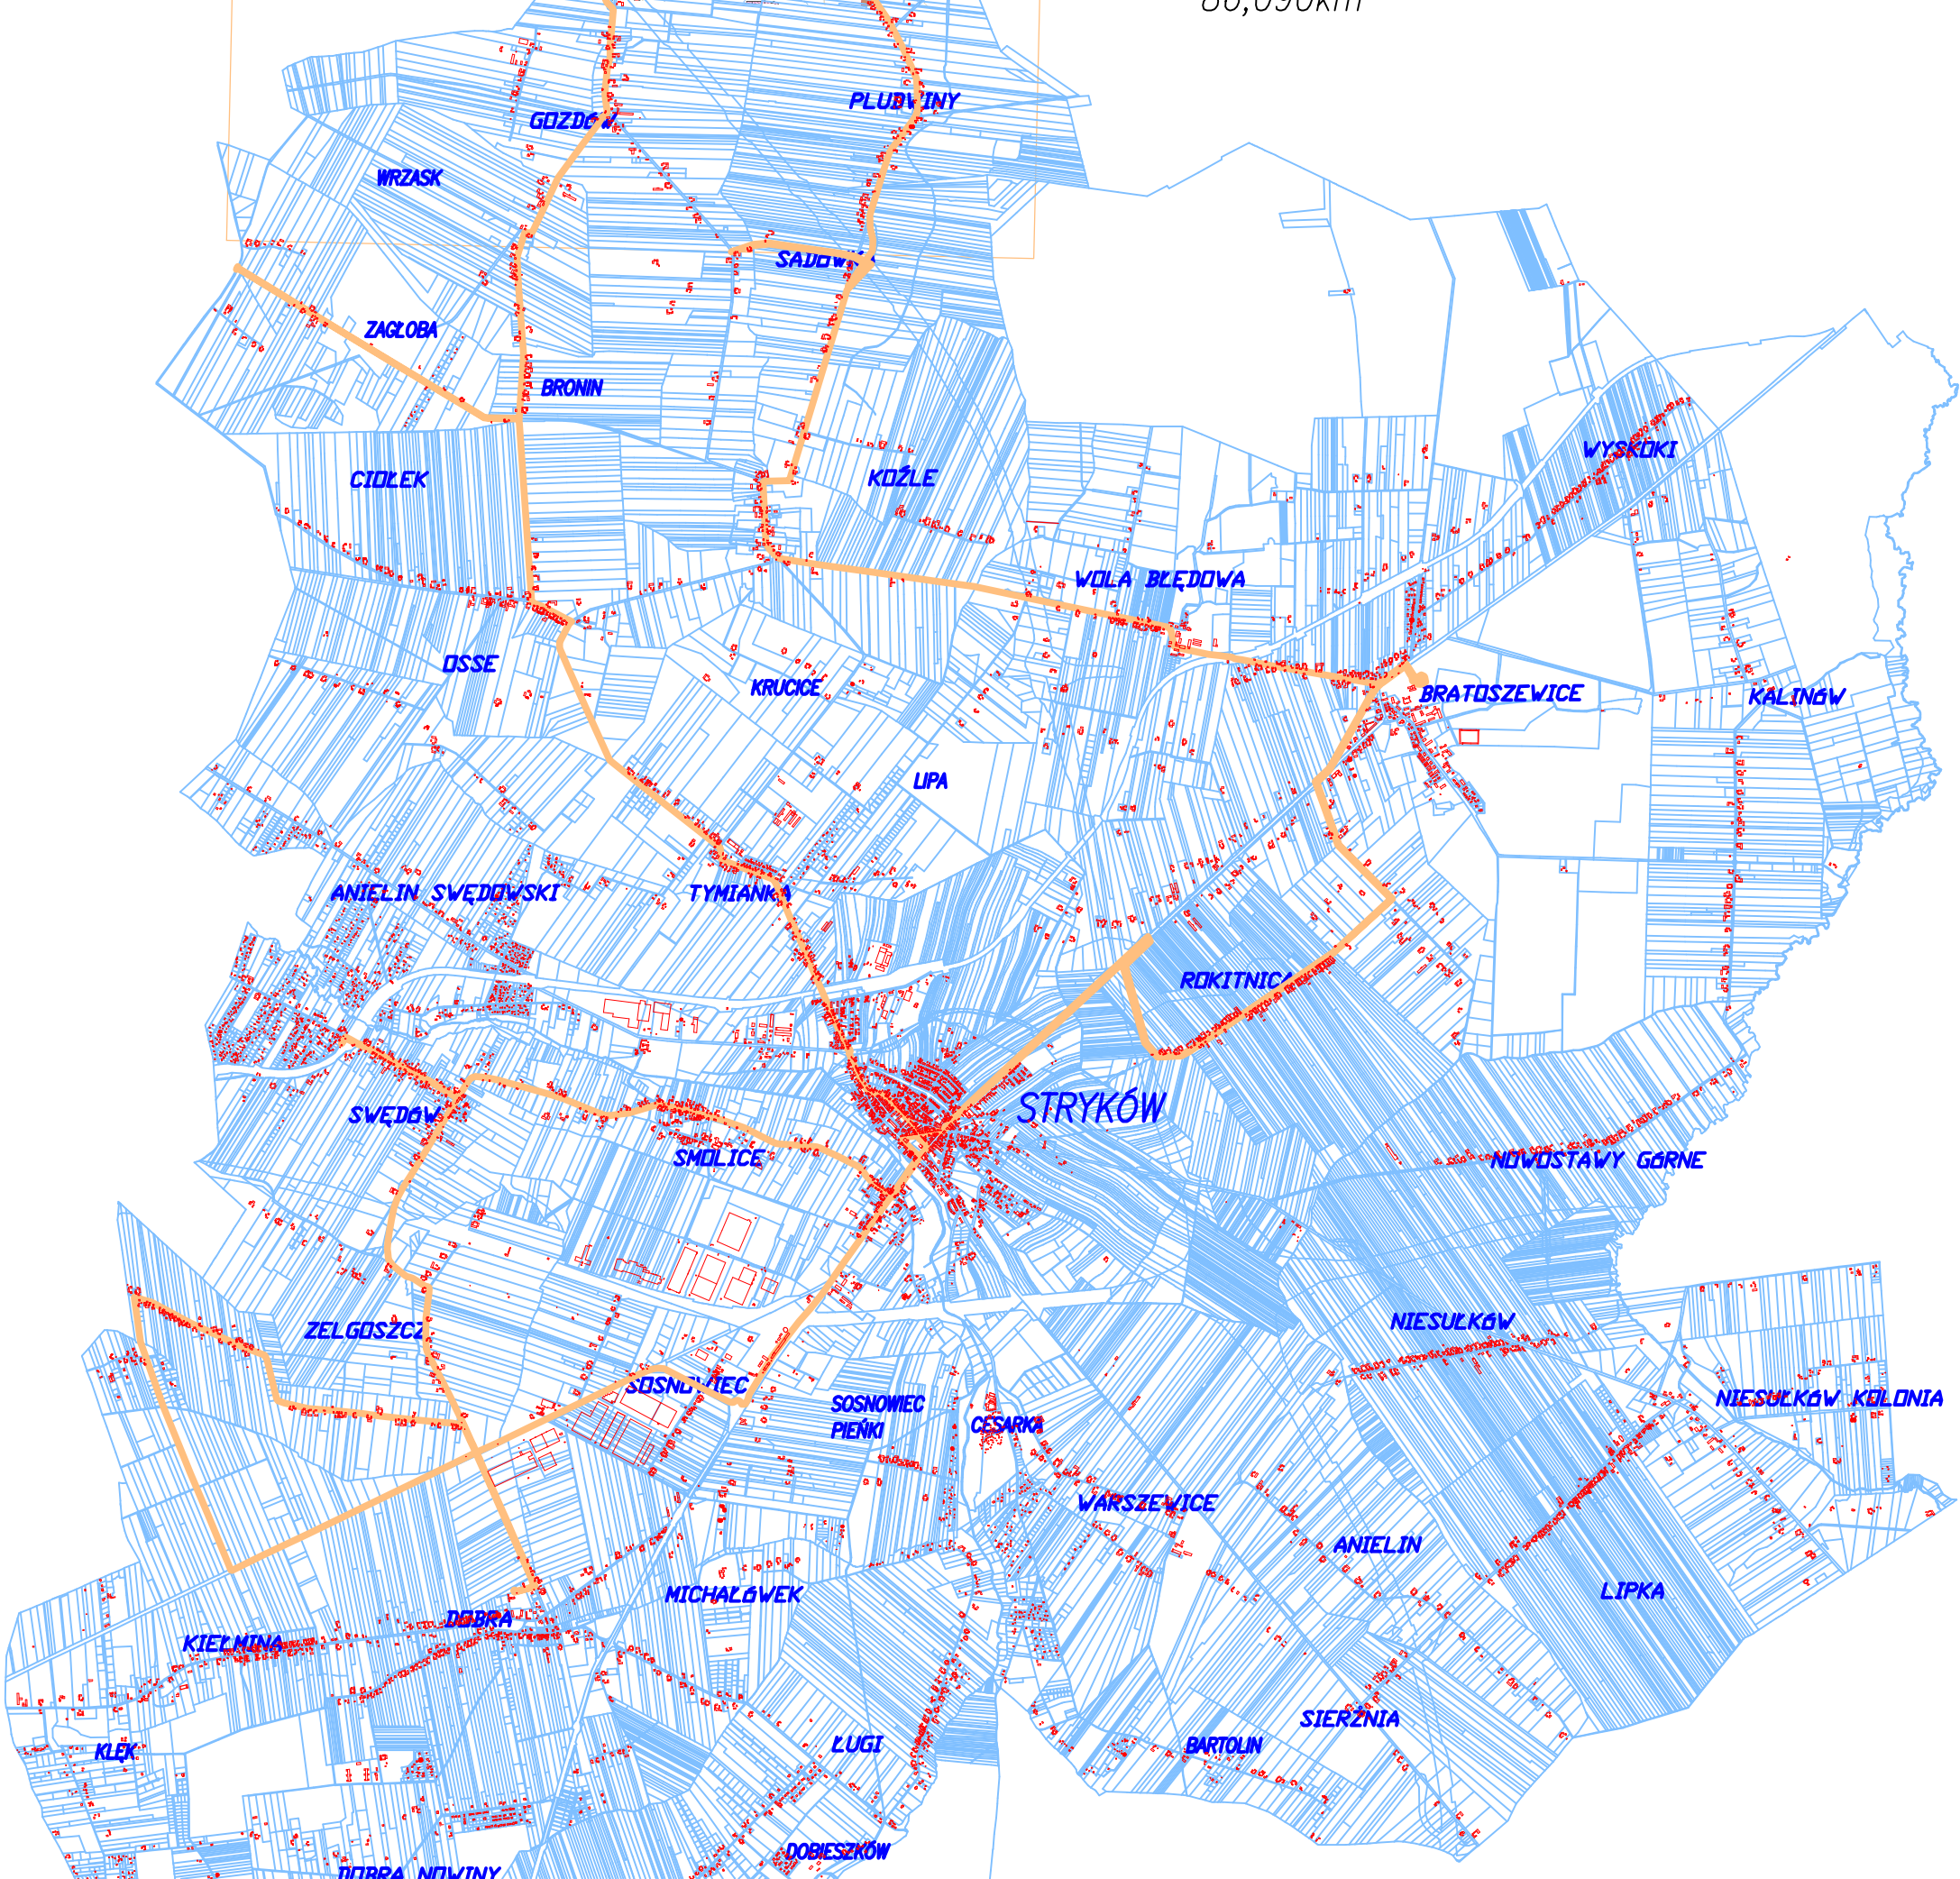 PLUDWINY
GOZDÓW
WRZASK
SADÓWKA
ZAGŁOBA
BRONIN
WYSKOKI
CIOŁEK
KOŹLE
WOLA BŁĘDOWA
OSSE
KRUCICE
BRATOSZEWICE
KALINÓW
LIPA
ANIELIN SWĘDOWSKI
TYMIANKA
ROKITNICA
STRYKÓW
SWĘDÓW
SMOLICE
NOWOSTAWY GÓRNE
NIESUŁKÓW
ZELGOSZCZ
SOSNOWIEC
SOSNOWIEC
PIEŃKI
CESARKA
NIESUŁKÓW KOLONIA
WARSZEWICE
ANIELIN
LIPKA
MICHAŁÓWEK
DOBRA
KIEŁMINA
SIERZNIA
ŁUGI
BARTOLIN
KLĘK
DOBIESZKÓW
DOBRA NOWINY